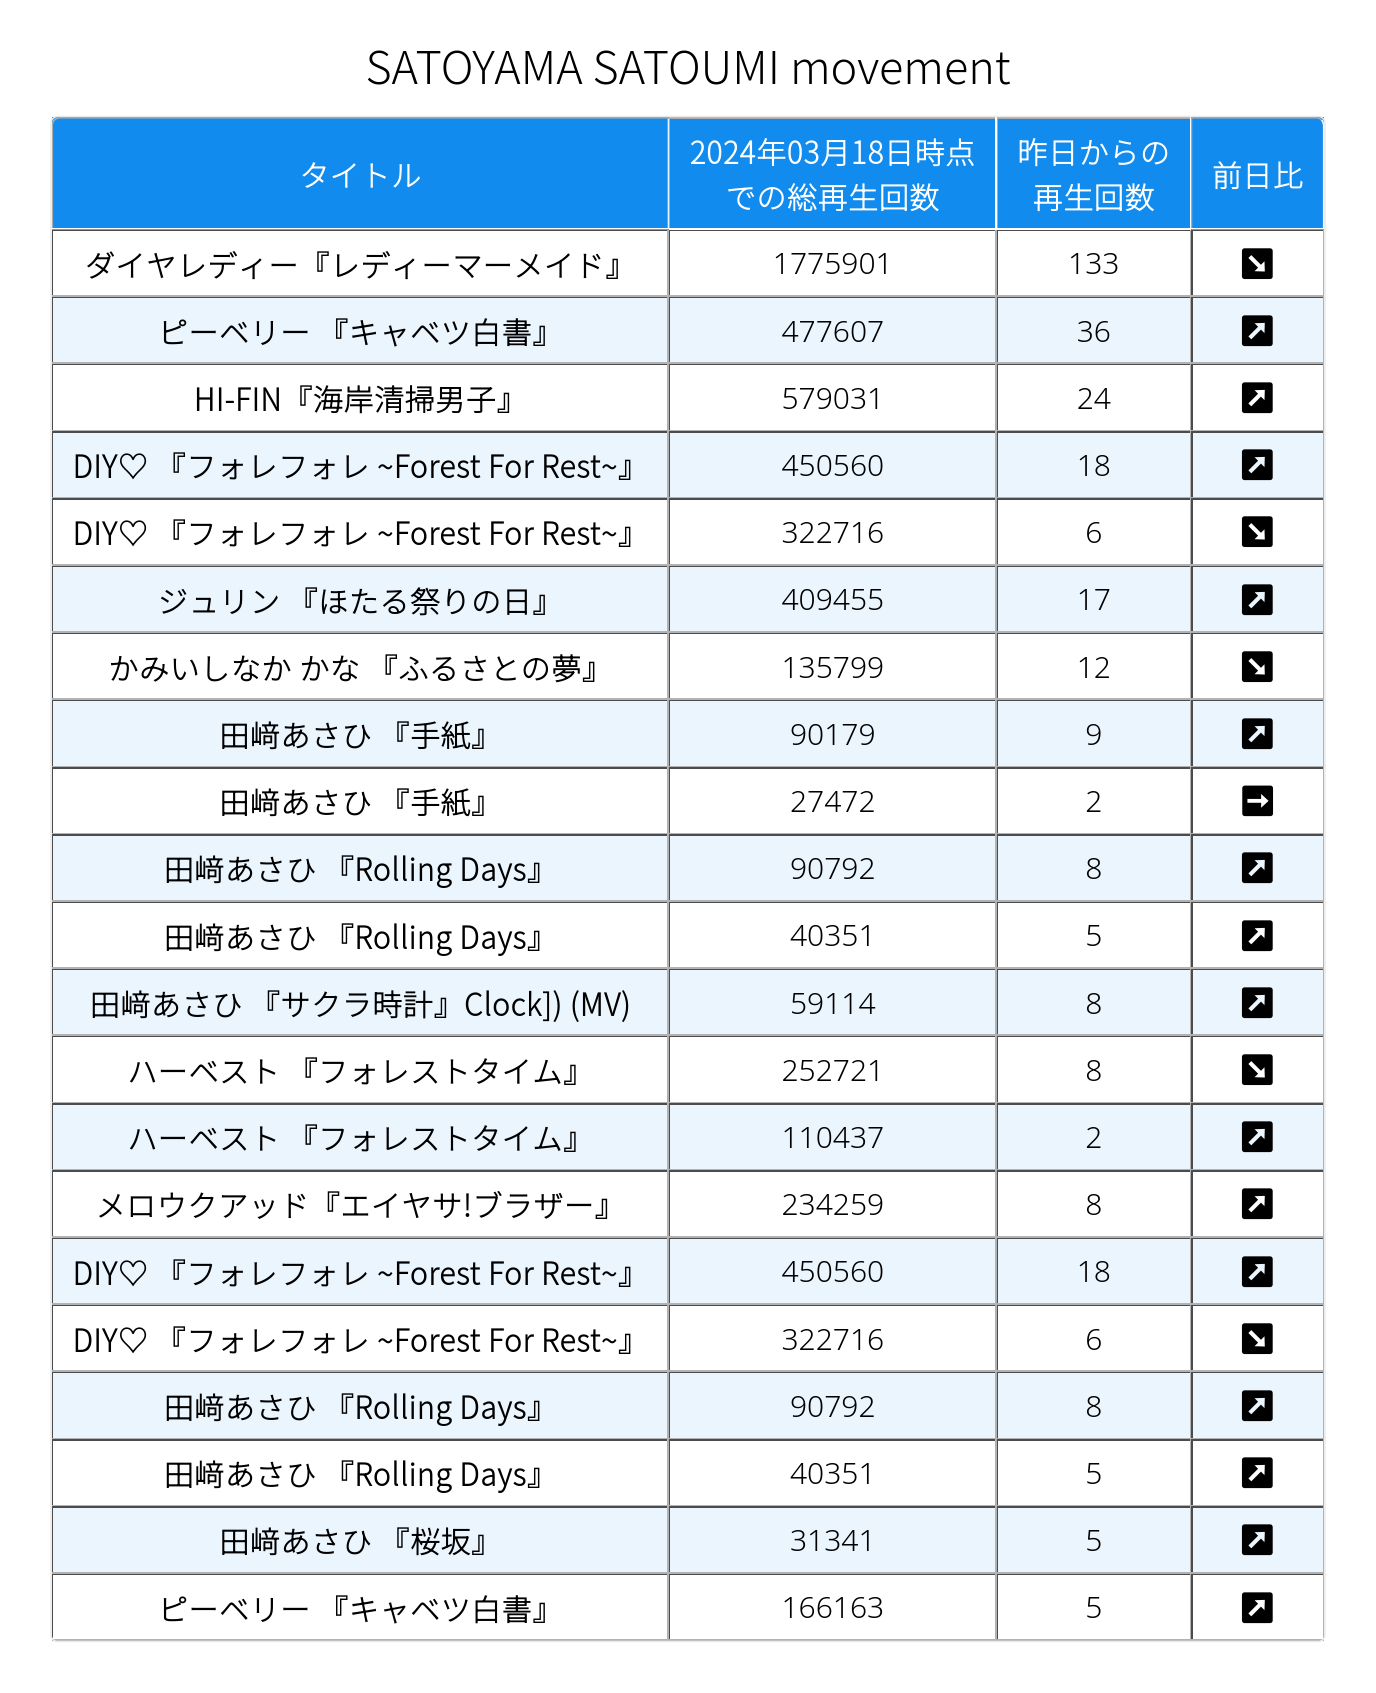 SATOYAMA SATOUMI movement
タイトル 2024年03月18日時点での総再生回数 昨日からの再生回数 前日比
ダイヤレディー『レディーマーメイド』 1775901 133 ↘
ピーベリー 『キャベツ白書』 477607 36 ↗
HI-FIN『海岸清掃男子』 579031 24 ↗
DIY♡ 『フォレフォレ ~Forest For Rest~』 450560 18 ↗
DIY♡ 『フォレフォレ ~Forest For Rest~』 322716 6 ↘
ジュリン 『ほたる祭りの日』 409455 17 ↗
かみいしなか かな 『ふるさとの夢』 135799 12 ↘
田﨑あさひ 『手紙』 90179 9 ↗
田﨑あさひ 『手紙』 27472 2 →
田﨑あさひ 『Rolling Days』 90792 8 ↗
田﨑あさひ 『Rolling Days』 40351 5 ↗
田﨑あさひ 『サクラ時計』Clock]) (MV) 59114 8 ↗
ハーベスト 『フォレストタイム』 252721 8 ↘
ハーベスト 『フォレストタイム』 110437 2 ↗
メロウクアッド『エイヤサ!ブラザー』 234259 8 ↗
DIY♡ 『フォレフォレ ~Forest For Rest~』 450560 18 ↗
DIY♡ 『フォレフォレ ~Forest For Rest~』 322716 6 ↘
田﨑あさひ 『Rolling Days』 90792 8 ↗
田﨑あさひ 『Rolling Days』 40351 5 ↗
田﨑あさひ 『桜坂』 31341 5 ↗
ピーベリー 『キャベツ白書』 166163 5 ↗